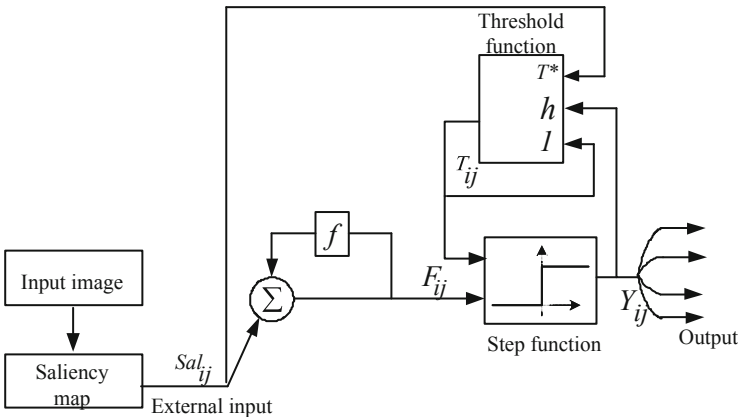 Threshold
function
T*
h
l
T ij
f
Input image
Σ
F ij
Y ij
Output
Step function
Saliency
map
Sal ij
External input